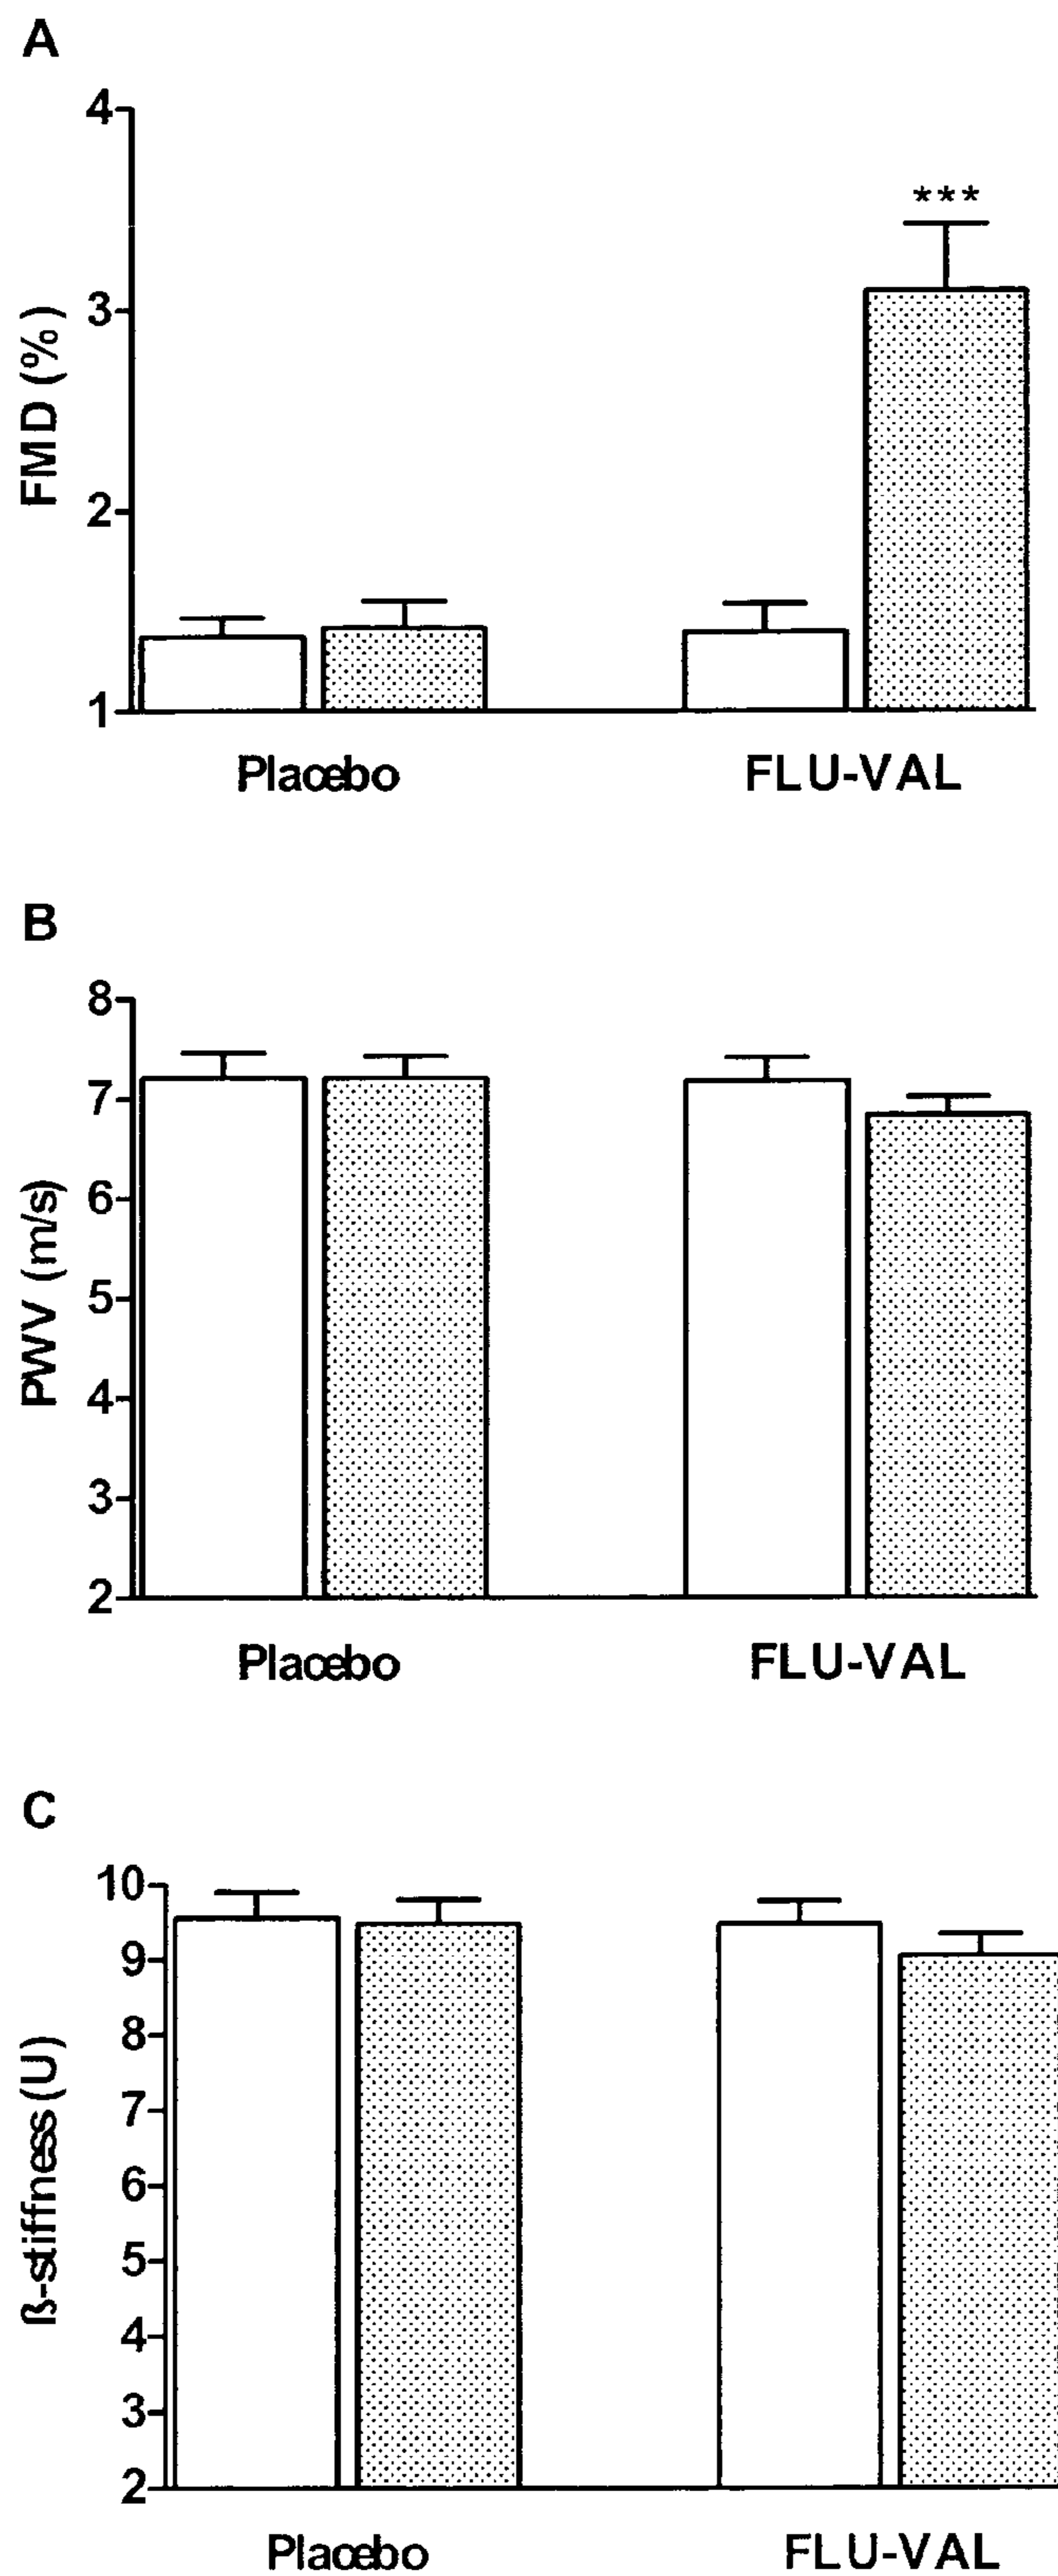 A
4
***
3
FMD (%)
2
1
Placebo
FLU-VAL
B
8
7
6
PWV (m/s)
5
4
3
2
Placebo
FLU-VAL
C
10
9
8
7
ß-stiffness (U)
6
5
4
3
2
Placebo
FLU-VAL